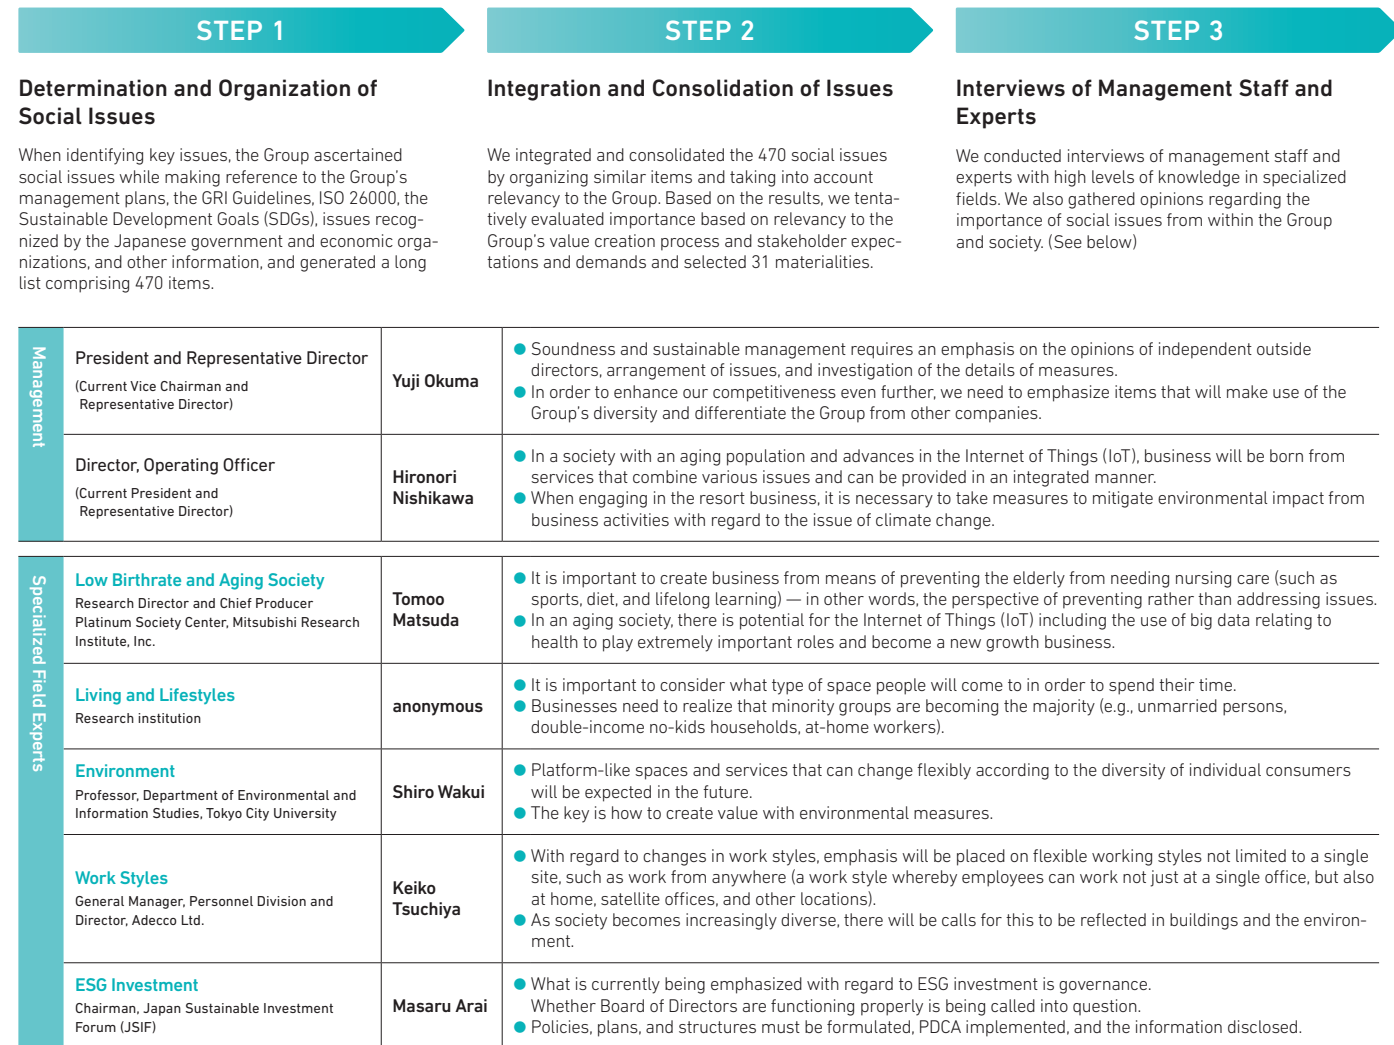 STEP 1
Determination and Organization of
Social Issues
When identifying key issues, the Group ascertained
social issues while making reference to the Group's
management plans, the GRI Guidelines, ISO 26000, the
Sustainable Development Goals (SDGs), issues recog-
nized by the Japanese government and economic orga-
nizations, and other information, and generated a long
list comprising 470 items.
STEP 2
Integration and Consolidation of Issues
We integrated and consolidated the 470 social issues
by organizing similar items and taking into account
relevancy to the Group. Based on the results, we tenta-
tively evaluated importance based on relevancy to the
Group's value creation process and stakeholder expec-
tations and demands and selected 31 materialities.
STEP 3
Interviews of Management Staff and
Experts
We conducted interviews of management staff and
experts with high levels of knowledge in specialized
fields. We also gathered opinions regarding the
importance of social issues from within the Group
and society. (See below)
Management
President and Representative Director
(Current Vice Chairman and
Representative Director)
Yuji Okuma
● Soundness and sustainable management requires an emphasis on the opinions of independent outside
directors, arrangement of issues, and investigation of the details of measures.
● In order to enhance our competitiveness even further, we need to emphasize items that will make use of the
Group's diversity and differentiate the Group from other companies.
Director, Operating Officer
(Current President and
Representative Director)
Hironori
Nishikawa
● In a society with an aging population and advances in the Internet of Things (IoT), business will be born from
services that combine various issues and can be provided in an integrated manner.
● When engaging in the resort business, it is necessary to take measures to mitigate environmental impact from
business activities with regard to the issue of climate change.
Specialized Field Experts
Low Birthrate and Aging Society
Research Director and Chief Producer
Platinum Society Center, Mitsubishi Research
Institute, Inc.
Tomoo
Matsuda
● It is important to create business from means of preventing the elderly from needing nursing care (such as
sports, diet, and lifelong learning) — in other words, the perspective of preventing rather than addressing issues.
● In an aging society, there is potential for the Internet of Things (IoT) including the use of big data relating to
health to play extremely important roles and become a new growth business.
Living and Lifestyles
Research institution
anonymous
● It is important to consider what type of space people will come to in order to spend their time.
● Businesses need to realize that minority groups are becoming the majority (e.g., unmarried persons,
double-income no-kids households, at-home workers).
Environment
Professor, Department of Environmental and
Information Studies, Tokyo City University
Shiro Wakui
● Platform-like spaces and services that can change flexibly according to the diversity of individual consumers
will be expected in the future.
● The key is how to create value with environmental measures.
Work Styles
General Manager, Personnel Division and
Director, Adecco Ltd.
Keiko
Tsuchiya
● With regard to changes in work styles, emphasis will be placed on flexible working styles not limited to a single
site, such as work from anywhere (a work style whereby employees can work not just at a single office, but also
at home, satellite offices, and other locations).
● As society becomes increasingly diverse, there will be calls for this to be reflected in buildings and the environ-
ment.
ESG Investment
Chairman, Japan Sustainable Investment
Forum (JSIF)
Masaru Arai
● What is currently being emphasized with regard to ESG investment is governance.
Whether Board of Directors are functioning properly is being called into question.
● Policies, plans, and structures must be formulated, PDCA implemented, and the information disclosed.